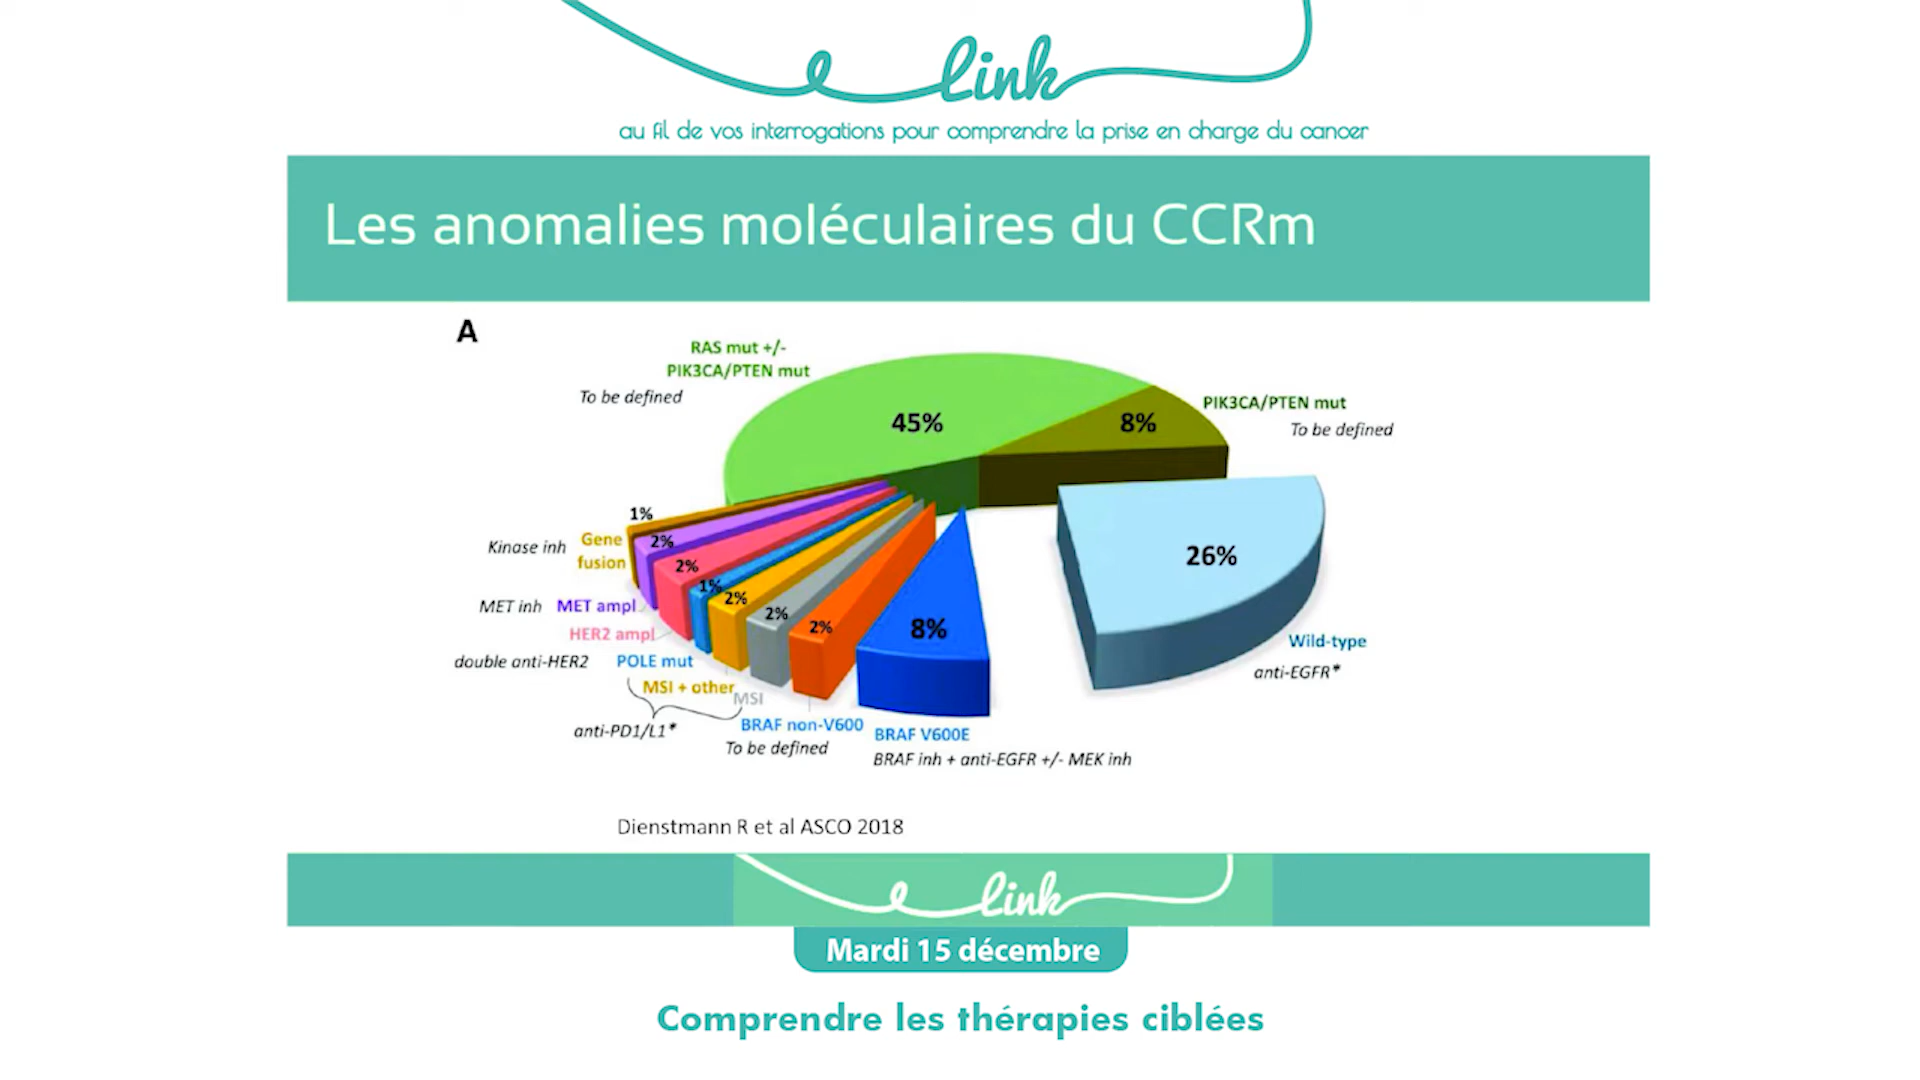 e link
au fil de vos interrogations pour comprendre la prise en charge du cancer
Les anomalies moléculaires du CCRm
A
RAS mut +/-
PIK3CA/PTEN mut
To be defined
45%
8%
PIK3CA/PTEN mut
To be defined
26%
Wild-type
anti-EGFR*
1%
Gene
fusion
Kinase inh
2%
MET inh
MET ampl
2%
HER2 ampl
double anti-HER2
1%
POLE mut
2%
MSI + other
2%
MSI
anti-PD1/L1*
2%
BRAF non-V600
To be defined
8%
BRAF V600E
BRAF inh + anti-EGFR +/- MEK inh
Dienstmann R et al ASCO 2018
e link
Mardi 15 décembre
Comprendre les thérapies ciblées